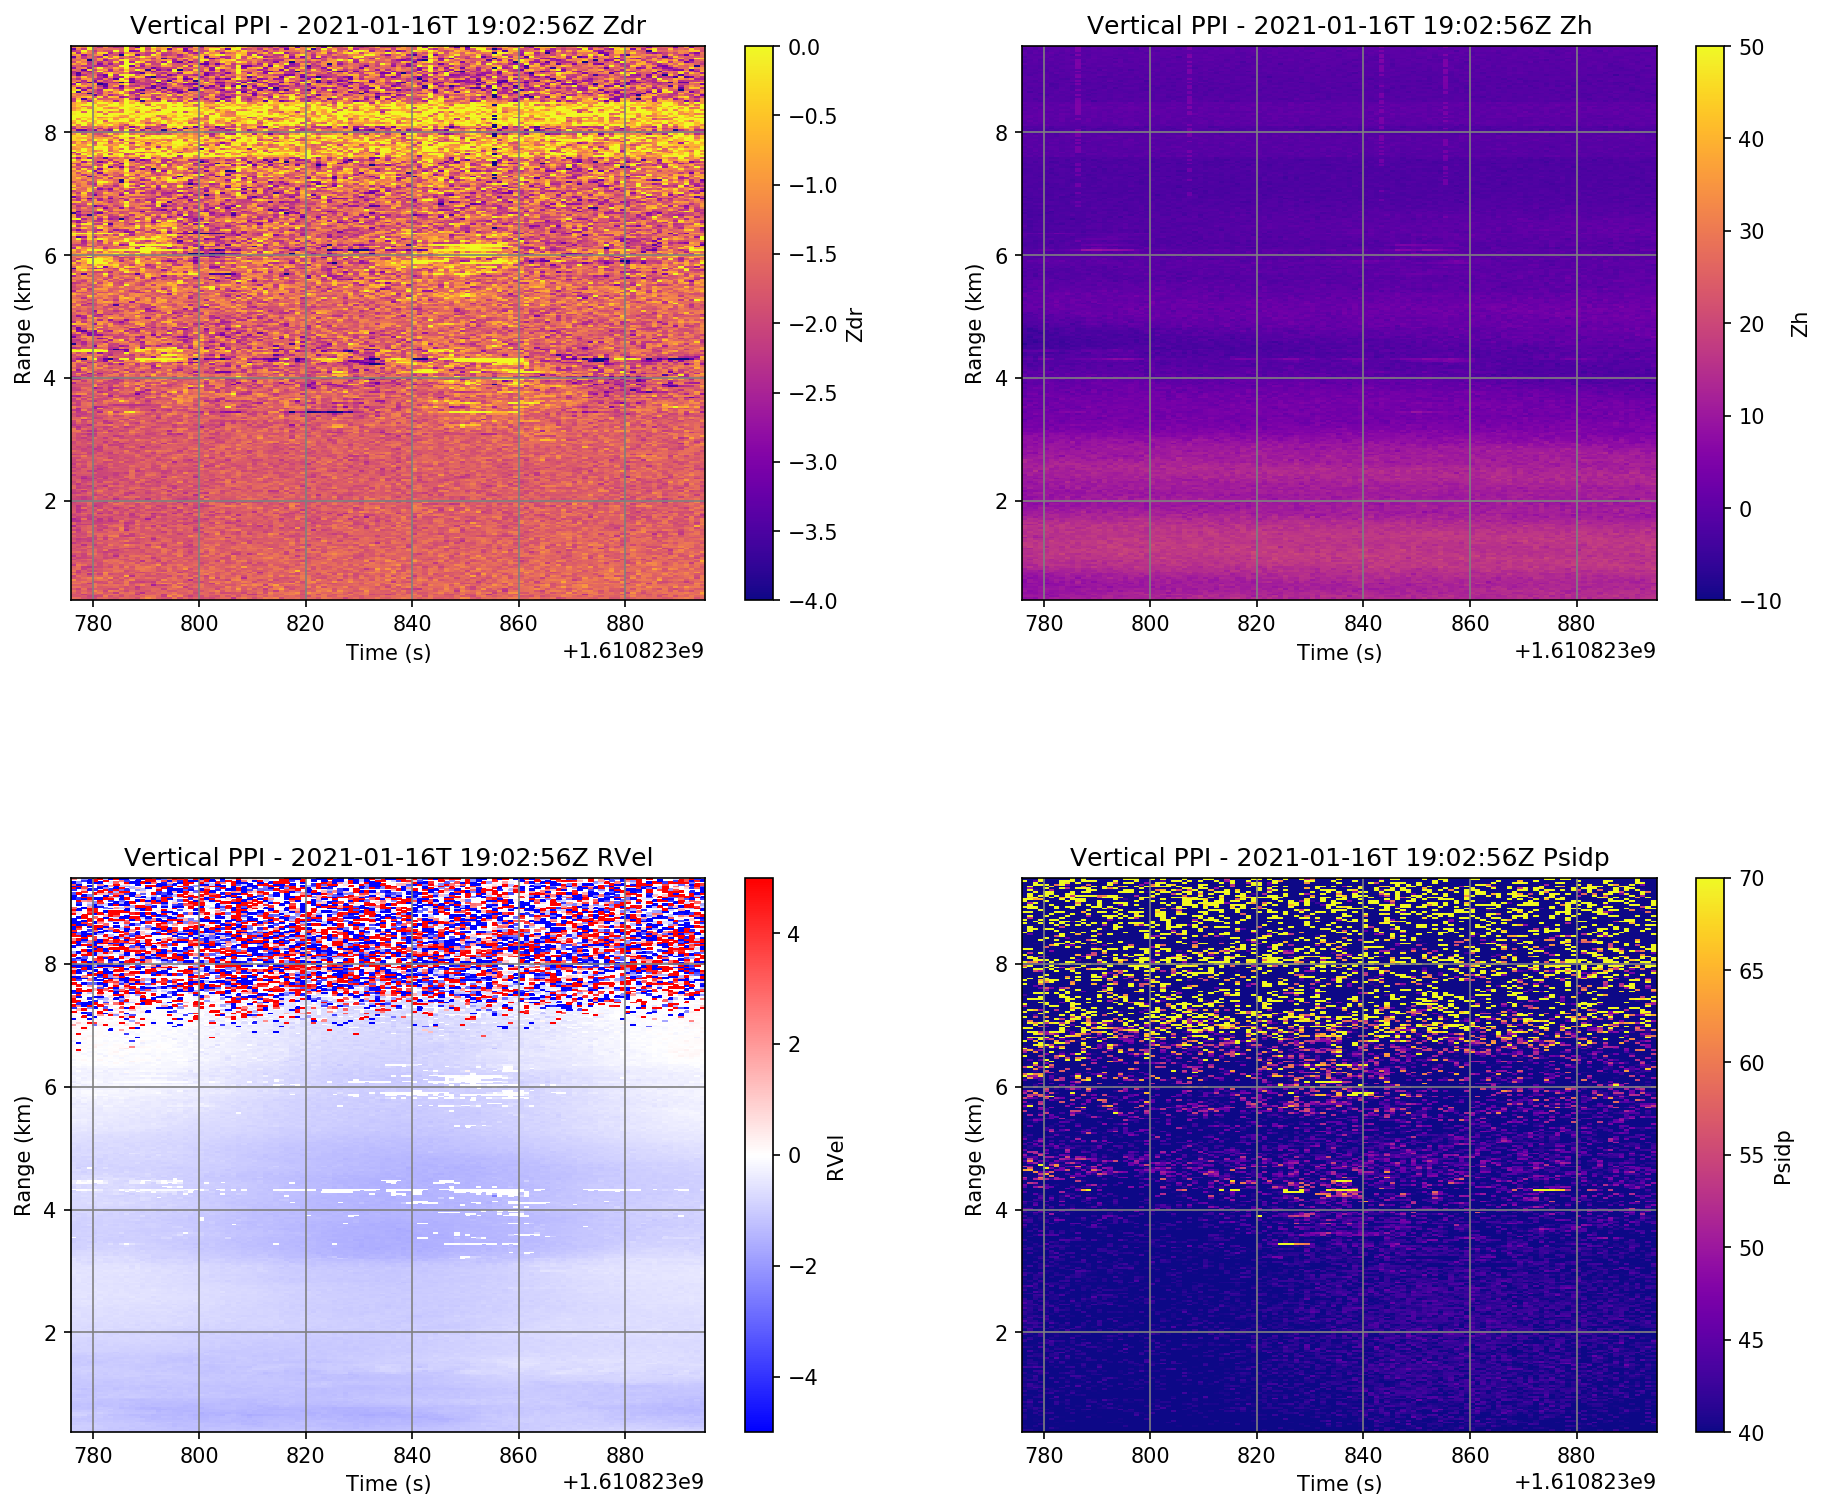 Vertical PPI - 2021-01-16T 19:02:56Z Zdr
Range (km)
8
6
4
2
780 800 820 840 860 880
Time (s)
+1.610823e9
0.0
−0.5
−1.0
−1.5
−2.0
−2.5
−3.0
−3.5
−4.0
Zdr
Vertical PPI - 2021-01-16T 19:02:56Z Zh
Range (km)
8
6
4
2
780 800 820 840 860 880
Time (s)
+1.610823e9
50
40
30
20
10
0
−10
Zh
Vertical PPI - 2021-01-16T 19:02:56Z RVel
Range (km)
8
6
4
2
780 800 820 840 860 880
Time (s)
+1.610823e9
4
2
0
−2
−4
RVel
Vertical PPI - 2021-01-16T 19:02:56Z Psidp
Range (km)
8
6
4
2
780 800 820 840 860 880
Time (s)
+1.610823e9
70
65
60
55
50
45
40
Psidp